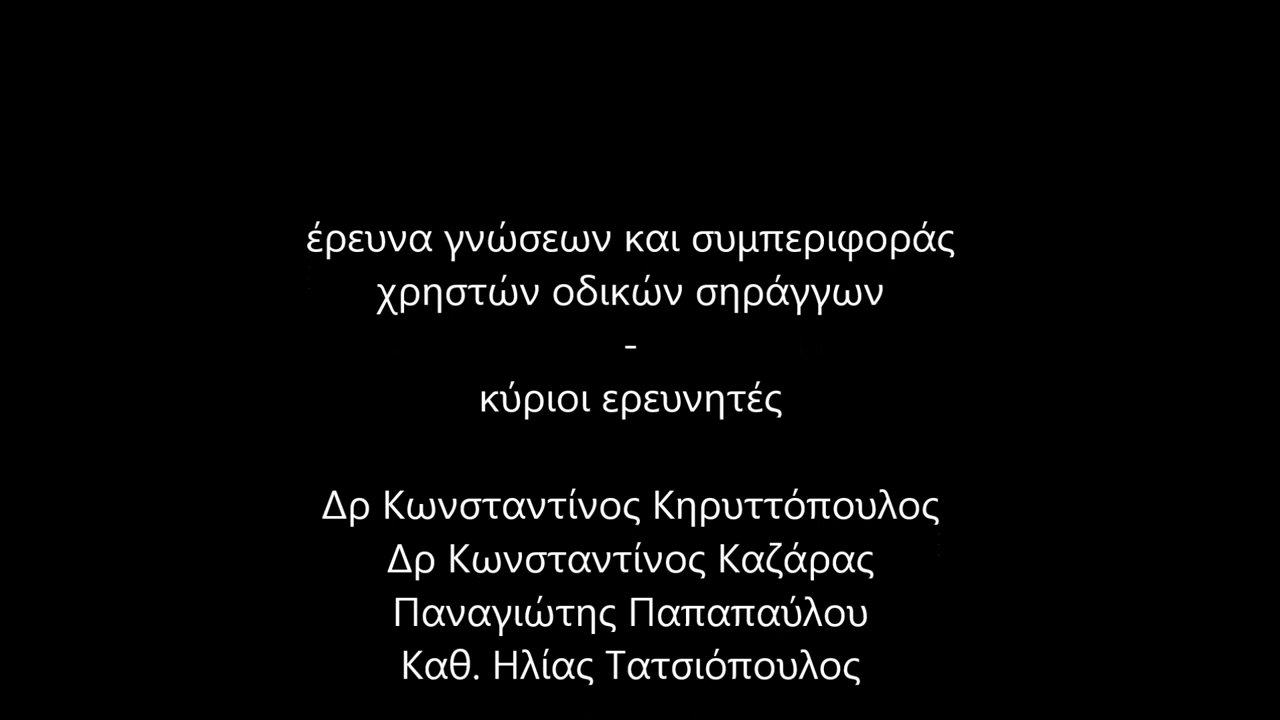 έρευνα γνώσεων και συμπεριφοράς
χρηστών οδικών σηράγγων
-
κύριοι ερευνητές
Δρ Κωνσταντίνος Κηρυττόπουλος
Δρ Κωνσταντίνος Καζάρας
Παναγιώτης Παπαπαύλου
Καθ. Ηλίας Τατσιόπουλος